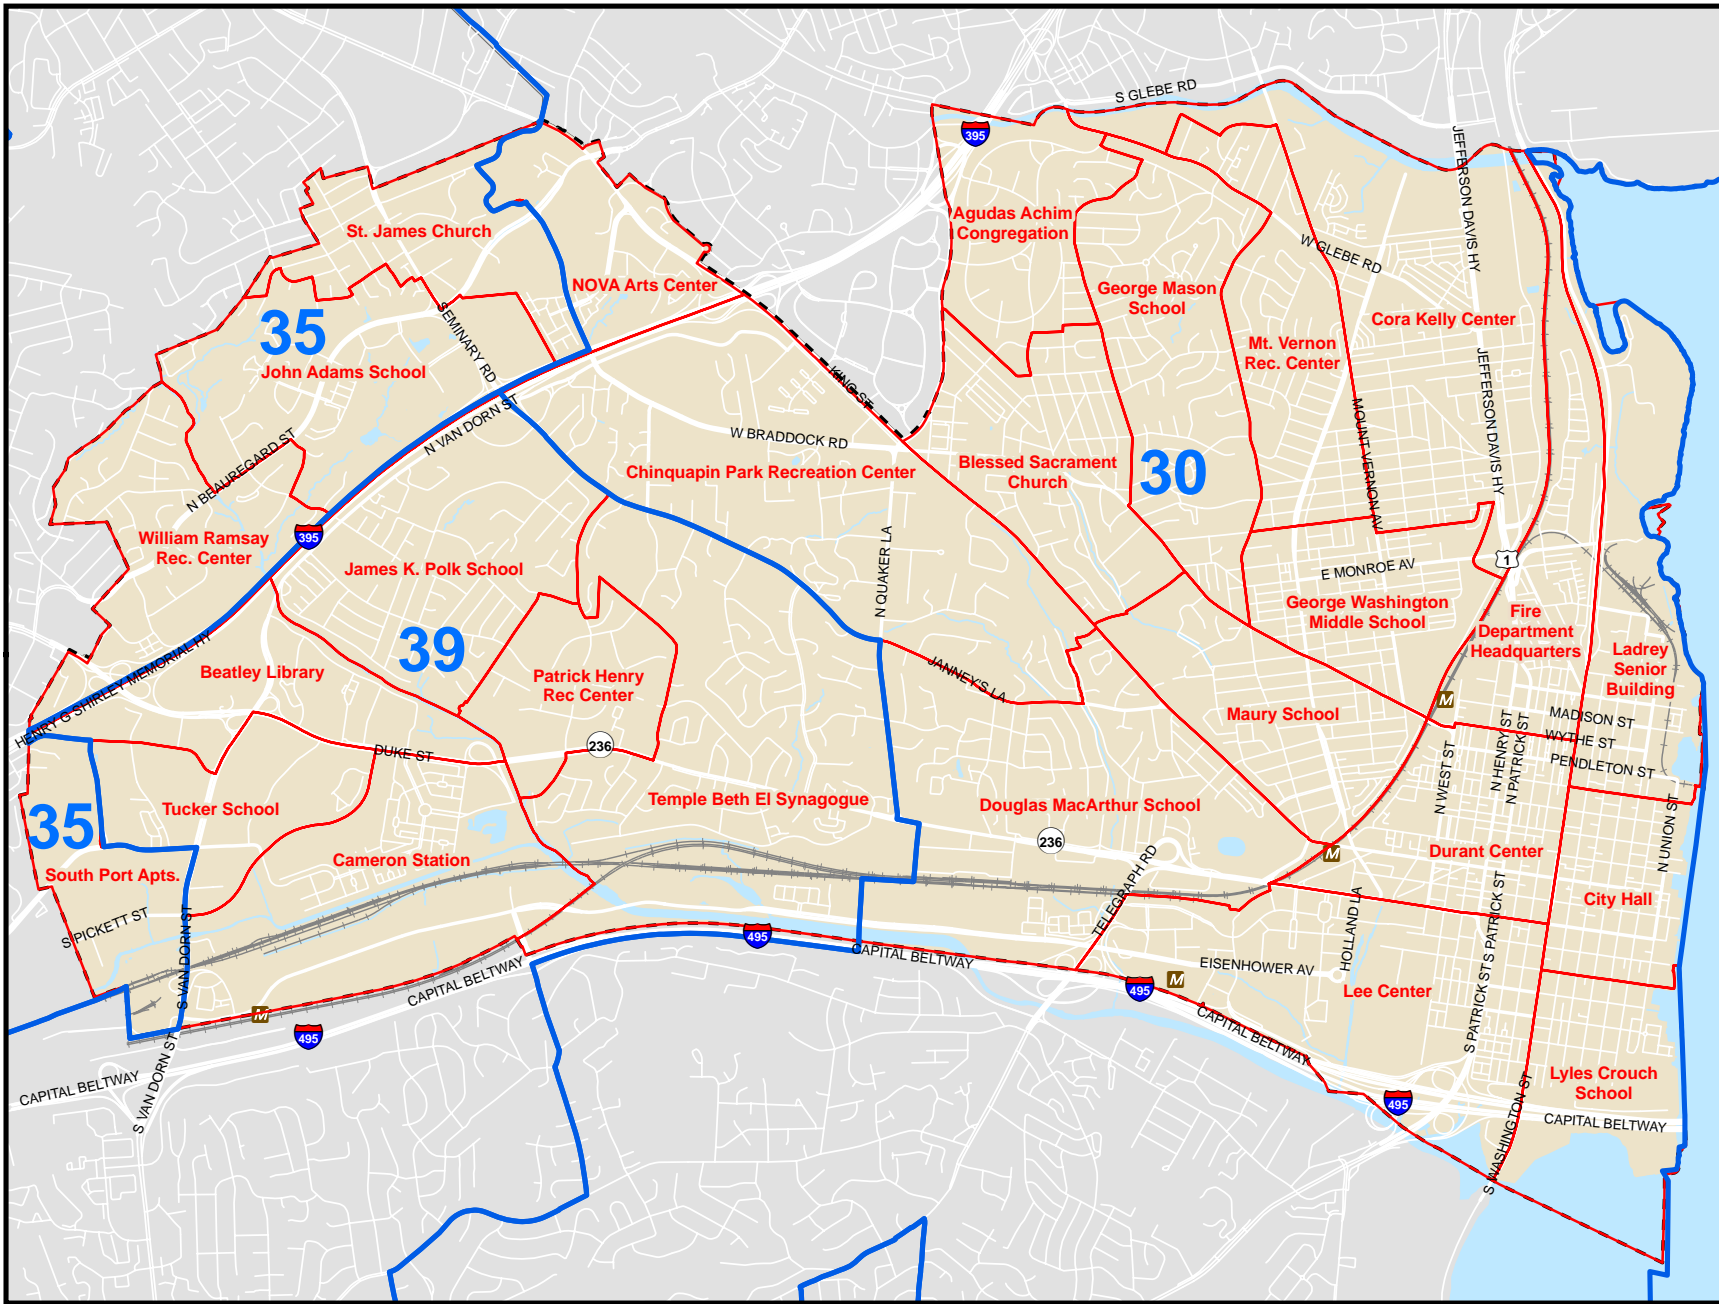 S GLEBE RD
395
JEFFERSON DAVIS HY
Agudas Achim
Congregation
St. James Church
W GLEBE RD
NOVA Arts Center
George Mason
School
35
Cora Kelly Center
SEMINARY RD
Mt. Vernon
Rec. Center
John Adams School
JEFFERSON DAVIS HY
KING ST
N VAN DORN ST
MOUNT VERNON AV
W BRADDOCK RD
N BEAUREGARD ST
Chinquapin Park Recreation Center
Blessed Sacrament
Church
30
William Ramsay
Rec. Center
395
James K. Polk School
N QUAKER LA
E MONROE AV
1
George Washington
Middle School
Fire
Department
Headquarters
39
HENRY G SHIRLEY MEMORIAL HY
Beatley Library
Patrick Henry
Rec Center
JANNEY'S LA
Ladrey
Senior
Building
M
Maury School
MADISON ST
WYTHE ST
PENDLETON ST
N HENRY ST
N PATRICK ST
N WEST ST
236
DUKE ST
35
Tucker School
Temple Beth El Synagogue
Douglas MacArthur School
N UNION ST
236
M
Cameron Station
Durant Center
South Port Apts.
TELEGRAPH RD
HOLLAND LA
City Hall
S PICKETT ST
S VAN DORN ST
S PATRICK ST
S PATRICK ST
495
CAPITAL BELTWAY
EISENHOWER AV
CAPITAL BELTWAY
M
495
Lee Center
M
495
CAPITAL BELTWAY
S VAN DORN ST
CAPITAL BELTWAY
Lyles Crouch
School
495
S WASHINGTON ST
CAPITAL BELTWAY